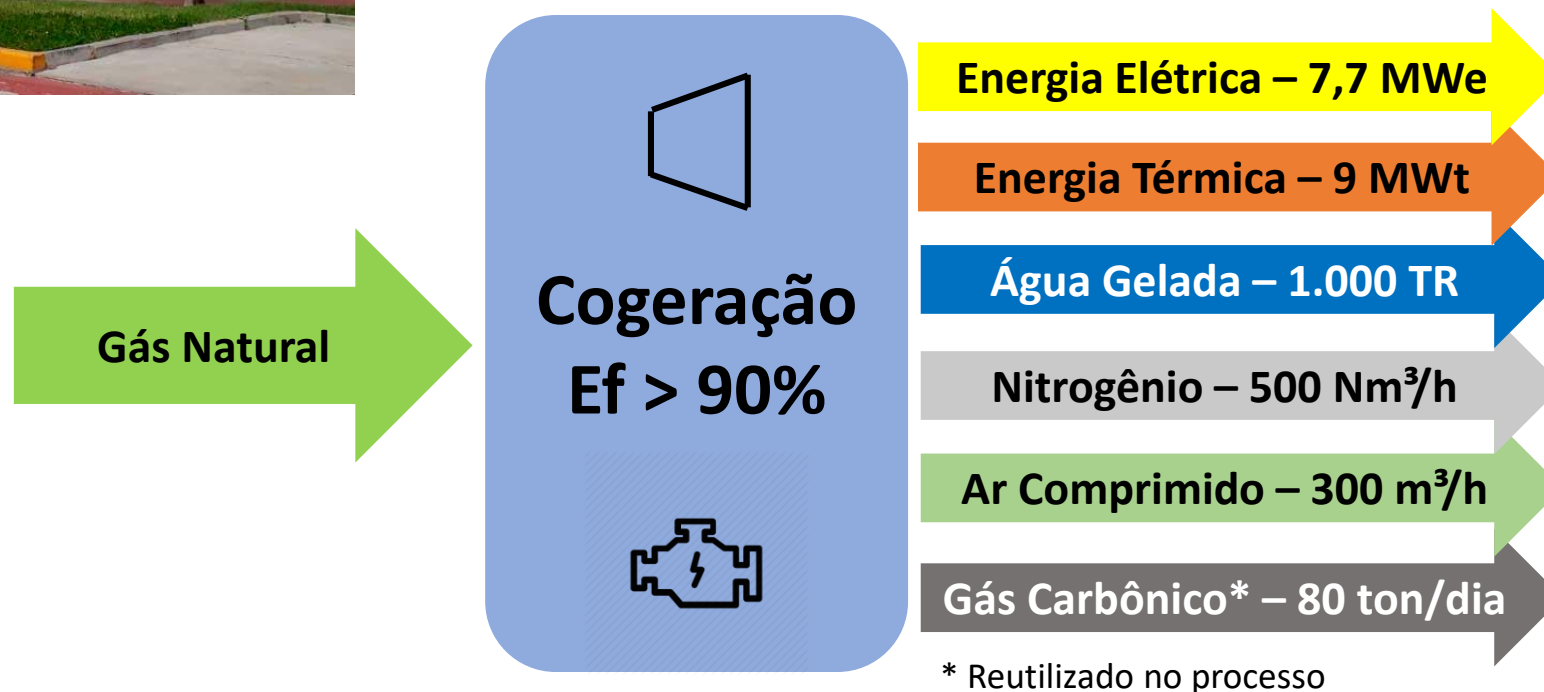 Gás Natural
Cogeração
Ef > 90%
Energia Elétrica – 7,7 MWe
Energia Térmica – 9 MWt
Água Gelada – 1.000 TR
Nitrogênio – 500 Nm³/h
Ar Comprimido – 300 m³/h
Gás Carbônico* – 80 ton/dia
* Reutilizado no processo